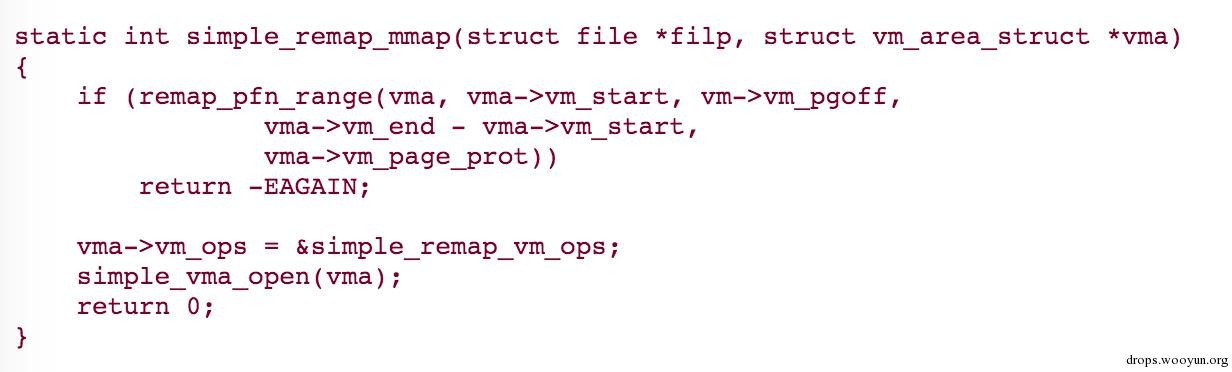 static int simple_remap_mmap(struct file *filp, struct vm_area_struct *vma)
{
    if (remap_pfn_range(vma, vma->vm_start, vm->vm_pgoff,
                vma->vm_end - vma->vm_start,
                vma->vm_page_prot))
        return -EAGAIN;

    vma->vm_ops = &simple_remap_vm_ops;
    simple_vma_open(vma);
    return 0;
}
drops.wooyun.org